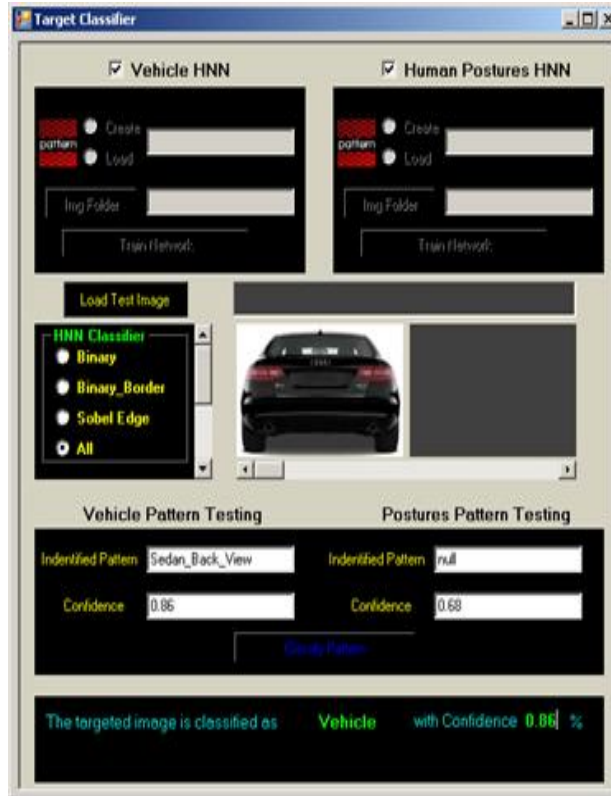 Target Classifier
Vehicle HNN
Human Postures HNN
pattern
Create
Load
Img Folder
Train Network
pattern
Create
Load
Img Folder
Train Network
Load Test Image
HNN Classifier
Binary
Binary_Border
Sobel Edge
All
Vehicle Pattern Testing
Postures Pattern Testing
Indentified Pattern Sedan_Back_View
Indentified Pattern null
Confidence 0.86
Confidence 0.68
Classify Pattern
The targeted image is classified as Vehicle with Confidence 0.86 %